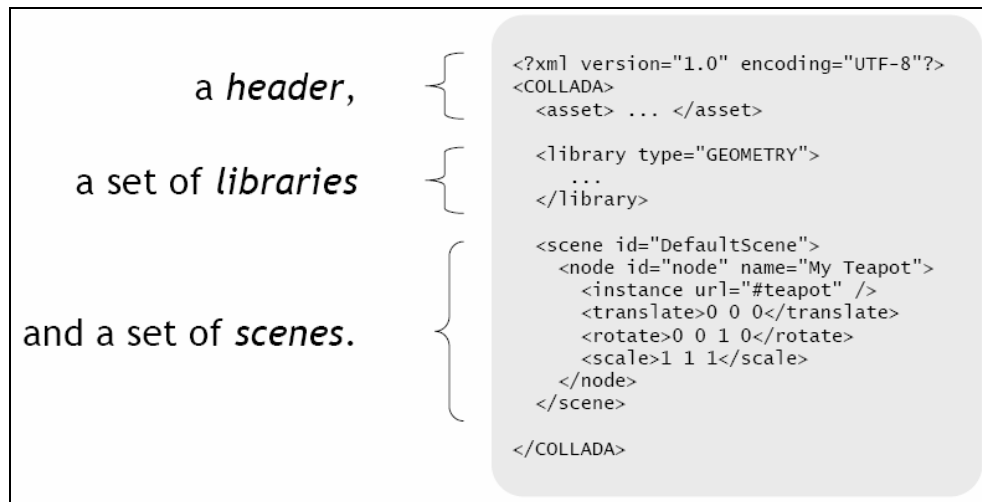 a header,
a set of libraries
and a set of scenes.
<?xml version="1.0" encoding="UTF-8"?>
<COLLADA>
  <asset> ... </asset>
  <library type="GEOMETRY">
     ...
  </library>
  <scene id="DefaultScene">
    <node id="node" name="My Teapot">
      <instance url="#teapot" />
      <translate>0 0 0</translate>
      <rotate>0 0 1 0</rotate>
      <scale>1 1 1</scale>
    </node>
  </scene>
</COLLADA>